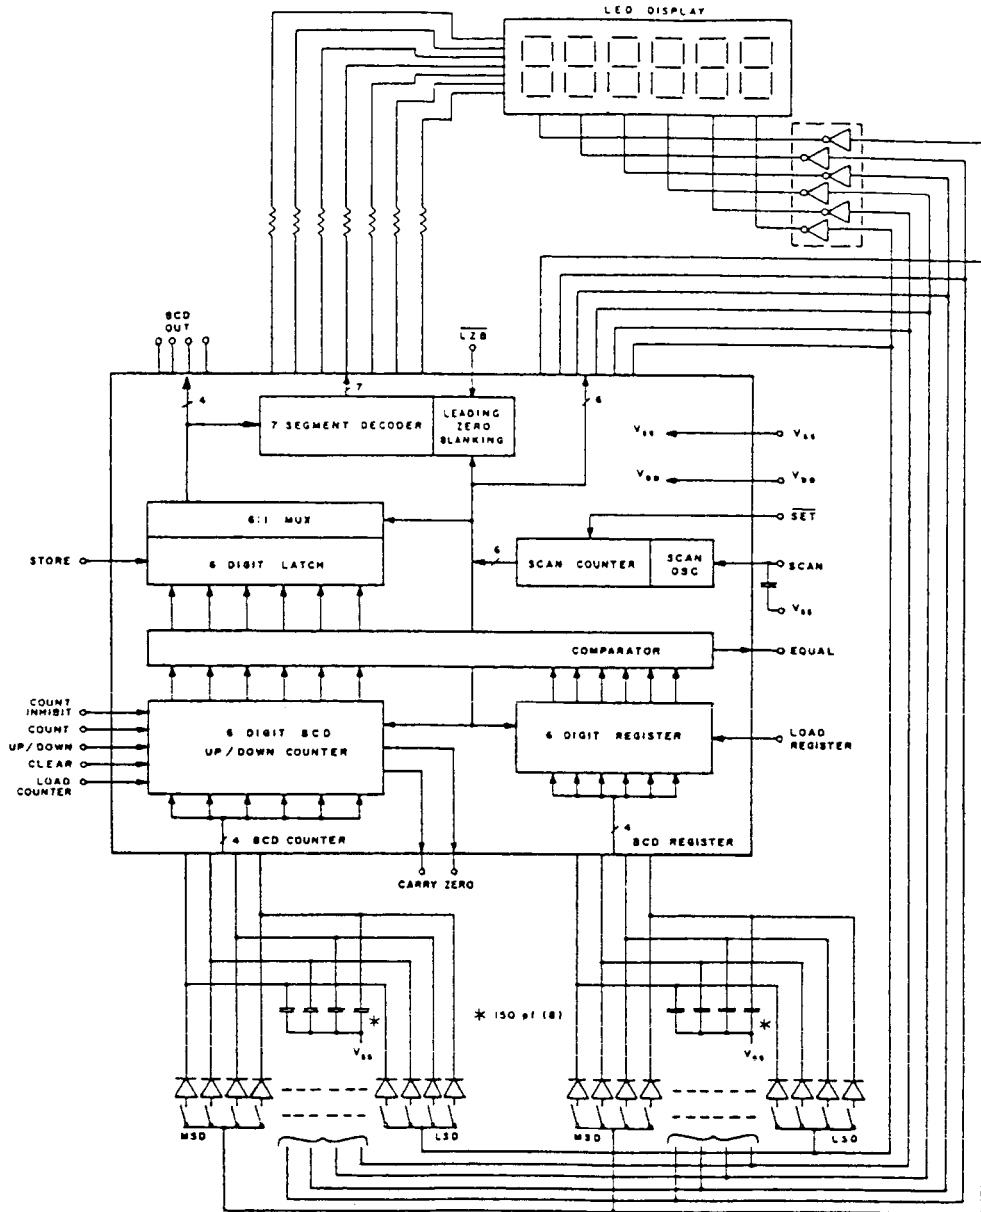 LED DISPLAY
BCD
OUT
LZB
4
7
6
7 SEGMENT DECODER
LEADING
ZERO
BLANKING
VSS
VSS
VDD
VDD
6:1 MUX
SET
STORE
6 DIGIT LATCH
6
SCAN COUNTER
SCAN
OSC
SCAN
VSS
COMPARATOR
EQUAL
COUNT
INHIBIT
COUNT
UP/DOWN
CLEAR
LOAD
COUNTER
6 DIGIT BCD
UP/DOWN COUNTER
6 DIGIT REGISTER
LOAD
REGISTER
4 BCD COUNTER
4
BCD REGISTER
CARRY ZERO
* 150 pf (8)
*
*
VSS
VSS
MSD
LSD
MSD
LSD